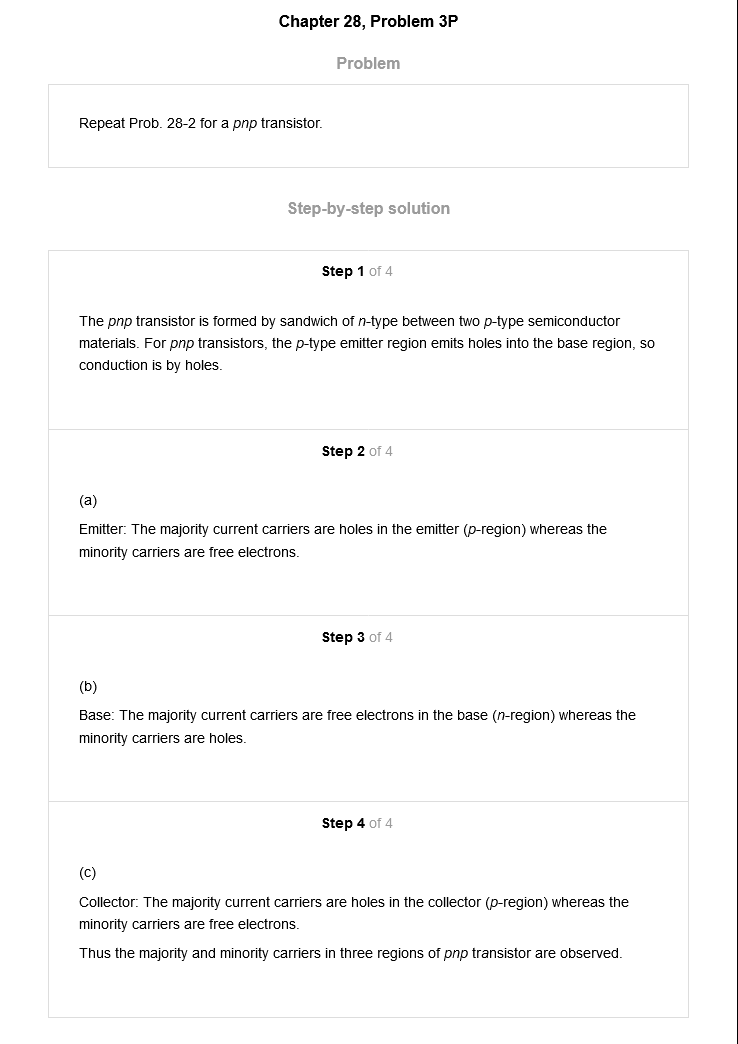 Chapter 28, Problem 3P
Problem
Repeat Prob. 28-2 for a pnp transistor.
Step-by-step solution
Step 1 of 4
The pnp transistor is formed by sandwich of n-type between two p-type semiconductor
materials. For pnp transistors, the p-type emitter region emits holes into the base region, so
conduction is by holes.
Step 2 of 4
(a)
Emitter: The majority current carriers are holes in the emitter (p-region) whereas the
minority carriers are free electrons.
Step 3 of 4
(b)
Base: The majority current carriers are free electrons in the base (n-region) whereas the
minority carriers are holes.
Step 4 of 4
(c)
Collector: The majority current carriers are holes in the collector (p-region) whereas the
minority carriers are free electrons.
Thus the majority and minority carriers in three regions of pnp transistor are observed.